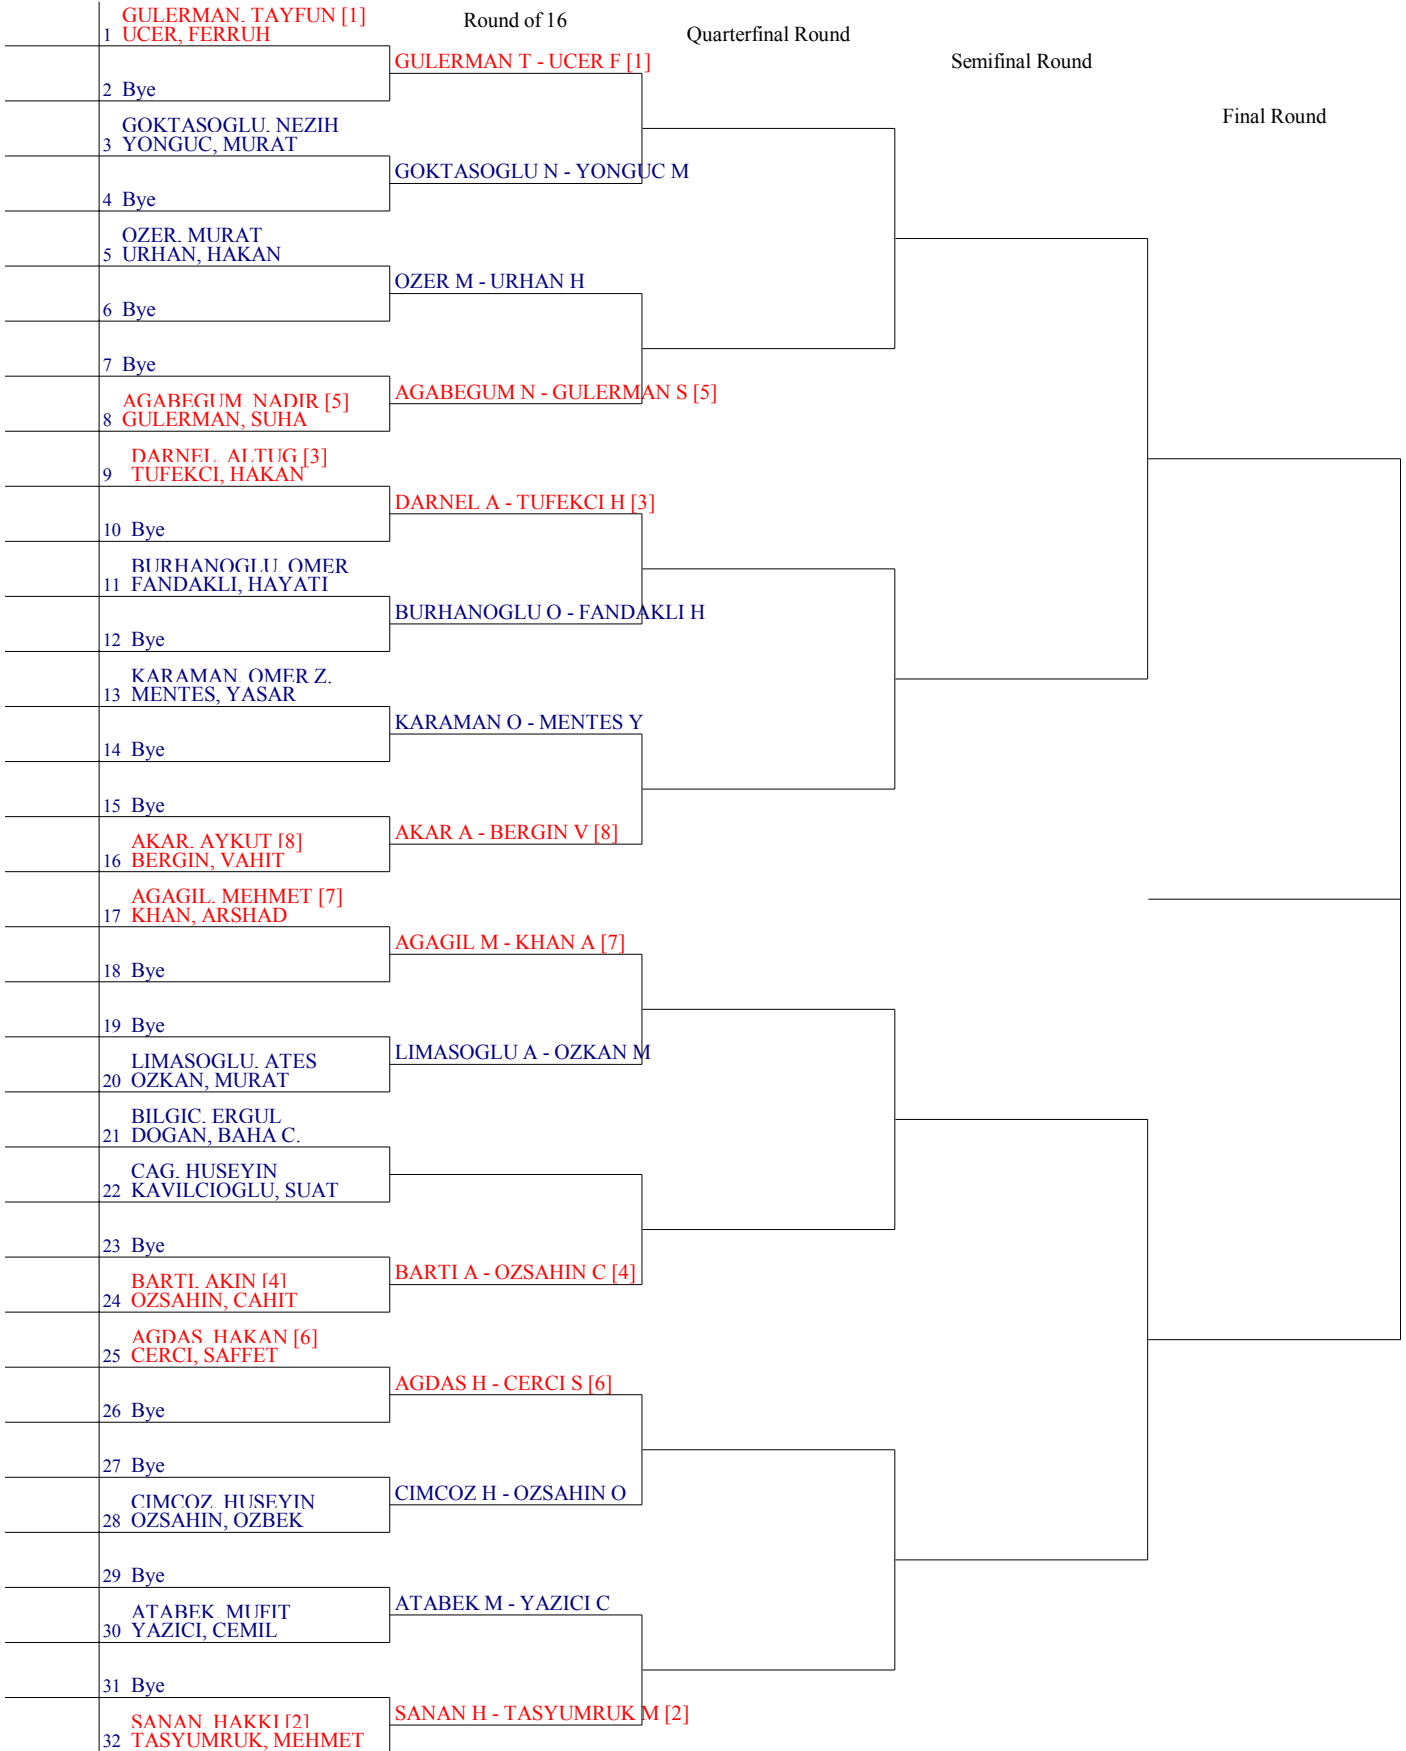 GULERMAN, TAYFUN [1]
1 UCER, FERRUH
Round of 16
Quarterfinal Round
GULERMAN T - UCER F [1]
Semifinal Round
2 Bye
Final Round
GOKTASOGLU, NEZIH
3 YONGUC, MURAT
GOKTASOGLU N - YONGUC M
4 Bye
OZER, MURAT
5 URHAN, HAKAN
OZER M - URHAN H
6 Bye
7 Bye
AGABEGUM N - GULERMAN S [5]
AGABEGUM, NADIR [5]
8 GULERMAN, SUHA
DARNEL, ALTUG [3]
9 TUFEKCI, HAKAN
DARNEL A - TUFEKCI H [3]
10 Bye
BURHANOGLU, OMER
11 FANDAKLI, HAYATI
BURHANOGLU O - FANDAKLI H
12 Bye
KARAMAN, OMER Z.
13 MENTES, YASAR
KARAMAN O - MENTES Y
14 Bye
15 Bye
AKAR A - BERGIN V [8]
AKAR, AYKUT [8]
16 BERGIN, VAHIT
AGAGIL, MEHMET [7]
17 KHAN, ARSHAD
AGAGIL M - KHAN A [7]
18 Bye
19 Bye
LIMASOGLU A - OZKAN M
LIMASOGLU, ATES
20 OZKAN, MURAT
BILGIC, ERGUL
21 DOGAN, BAHA C.
CAG, HUSEYIN
22 KAVILCIOGLU, SUAT
23 Bye
BARTI A - OZSAHIN C [4]
BARTI, AKIN [4]
24 OZSAHIN, CAHIT
AGDAS, HAKAN [6]
25 CERCI, SAFFET
AGDAS H - CERCI S [6]
26 Bye
27 Bye
CIMCOZ H - OZSAHIN O
CIMCOZ, HUSEYIN
28 OZSAHIN, OZBEK
29 Bye
ATABEK M - YAZICI C
ATABEK, MUFIT
30 YAZICI, CEMIL
31 Bye
SANAN H - TASYUMRUK M [2]
SANAN, HAKKI [2]
32 TASYUMRUK, MEHMET